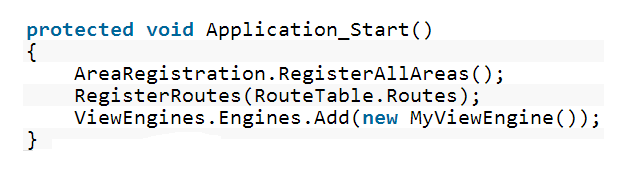 protected void Application_Start()
{
    AreaRegistration.RegisterAllAreas();
    RegisterRoutes(RouteTable.Routes);
    ViewEngines.Engines.Add(new MyViewEngine());
}